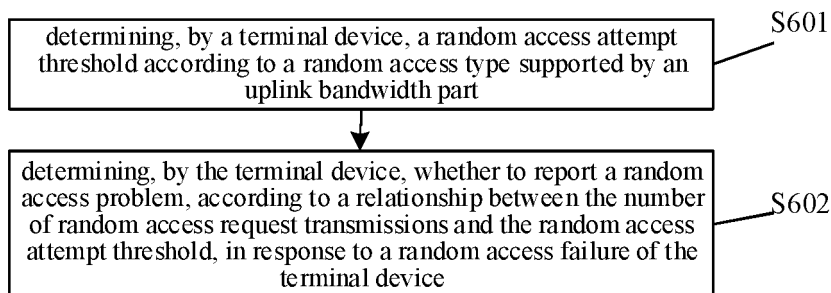 determining, by a terminal device, a random access attempt
threshold according to a random access type supported by an
uplink bandwidth part
S601
determining, by the terminal device, whether to report a random
access problem, according to a relationship between the number
of random access request transmissions and the random access
attempt threshold, in response to a random access failure of the
terminal device
S602